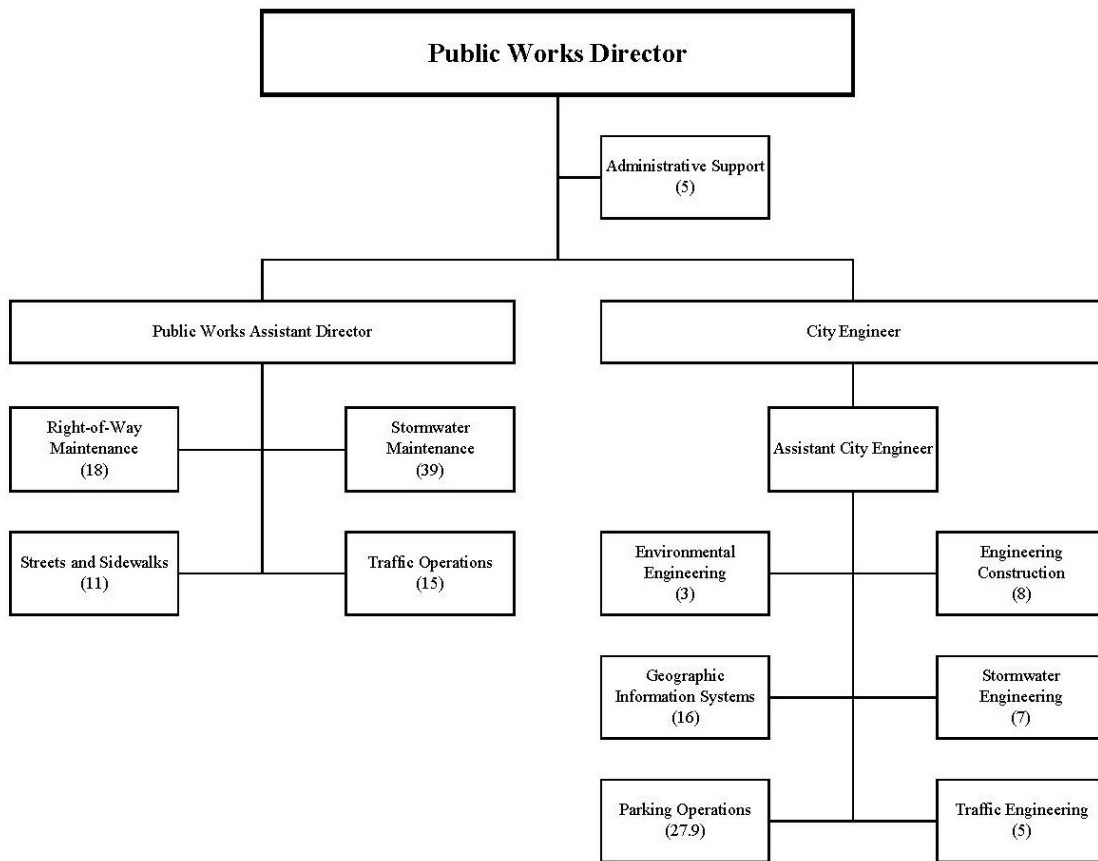 Public Works Director
Administrative Support
(5)
Public Works Assistant Director
City Engineer
Right-of-Way
Maintenance
(18)
Stormwater
Maintenance
(39)
Assistant City Engineer
Streets and Sidewalks
(11)
Traffic Operations
(15)
Environmental
Engineering
(3)
Engineering
Construction
(8)
Geographic
Information Systems
(16)
Stormwater
Engineering
(7)
Parking Operations
(27.9)
Traffic Engineering
(5)